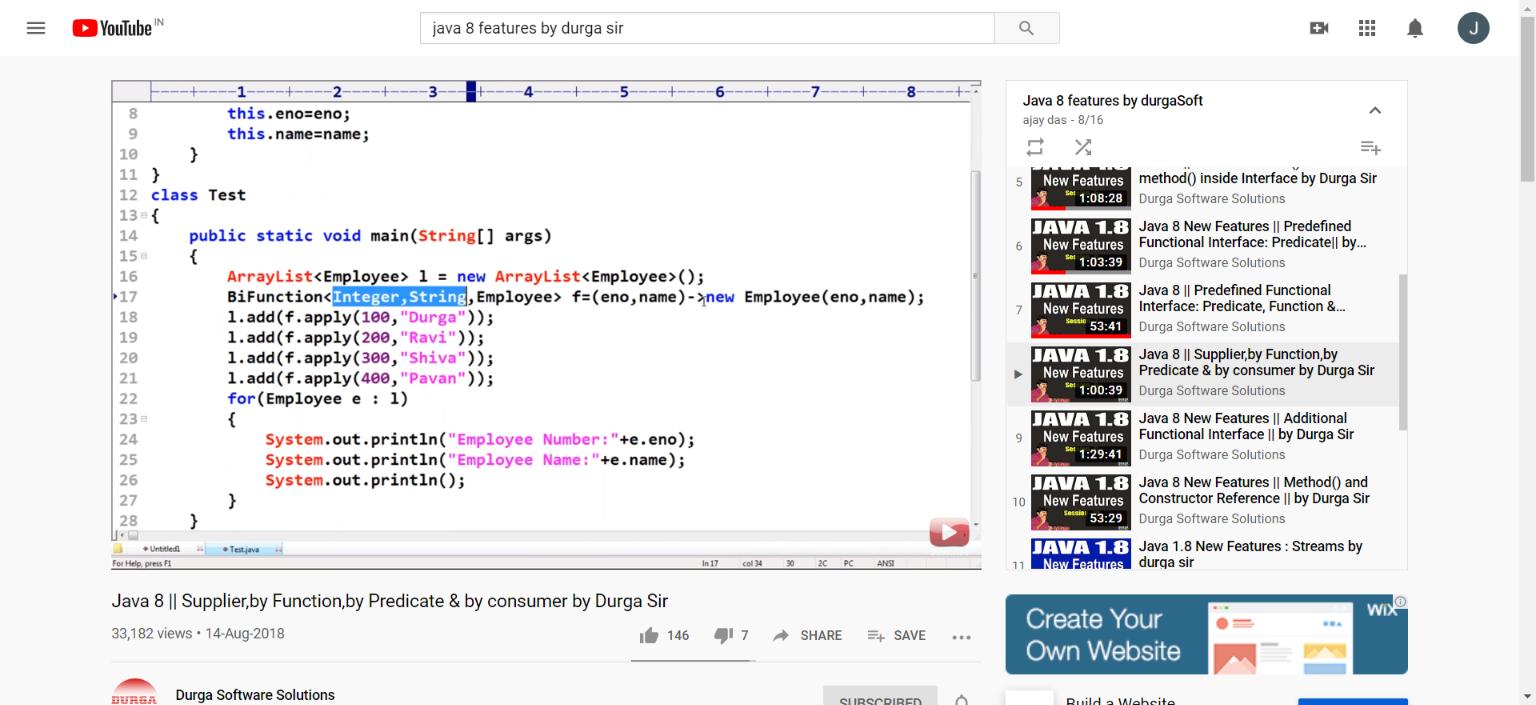 YouTube IN
java 8 features by durga sir
J
1 2 3 4 5 6 7 8
8 this.eno=eno;
9 this.name=name;
10 }
11 }
12 class Test
13 {
14 public static void main(String[] args)
15 {
16 ArrayList<Employee> l = new ArrayList<Employee>();
17 BiFunction<Integer,String,Employee> f=(eno,name)->new Employee(eno,name);
18 l.add(f.apply(100,"Durga"));
19 l.add(f.apply(200,"Ravi"));
20 l.add(f.apply(300,"Shiva"));
21 l.add(f.apply(400,"Pavan"));
22 for(Employee e : l)
23 {
24 System.out.println("Employee Number:"+e.eno);
25 System.out.println("Employee Name:"+e.name);
26 System.out.println();
27 }
28 }
Untitled1 Test.java
For Help, press F1 ln 17 col 34 30 2C PC ANSI
Java 8 || Supplier,by Function,by Predicate & by consumer by Durga Sir
33,182 views • 14-Aug-2018
146 7 SHARE SAVE
DURGA
Durga Software Solutions
SUBSCRIBED
Java 8 features by durgaSoft
ajay das - 8/16
5
New Features
1:08:28
method() inside Interface by Durga Sir
Durga Software Solutions
6
JAVA 1.8
New Features
1:03:39
Java 8 New Features || Predefined
Functional Interface: Predicate|| by...
Durga Software Solutions
7
JAVA 1.8
New Features
53:41
Java 8 || Predefined Functional
Interface: Predicate, Function &...
Durga Software Solutions
JAVA 1.8
New Features
1:00:39
Java 8 || Supplier,by Function,by
Predicate & by consumer by Durga Sir
Durga Software Solutions
9
JAVA 1.8
New Features
1:29:41
Java 8 New Features || Additional
Functional Interface || by Durga Sir
Durga Software Solutions
10
JAVA 1.8
New Features
53:29
Java 8 New Features || Method() and
Constructor Reference || by Durga Sir
Durga Software Solutions
11
JAVA 1.8
New Features
Java 1.8 New Features : Streams by
durga sir
Create Your
Own Website
WiX
Build a Website